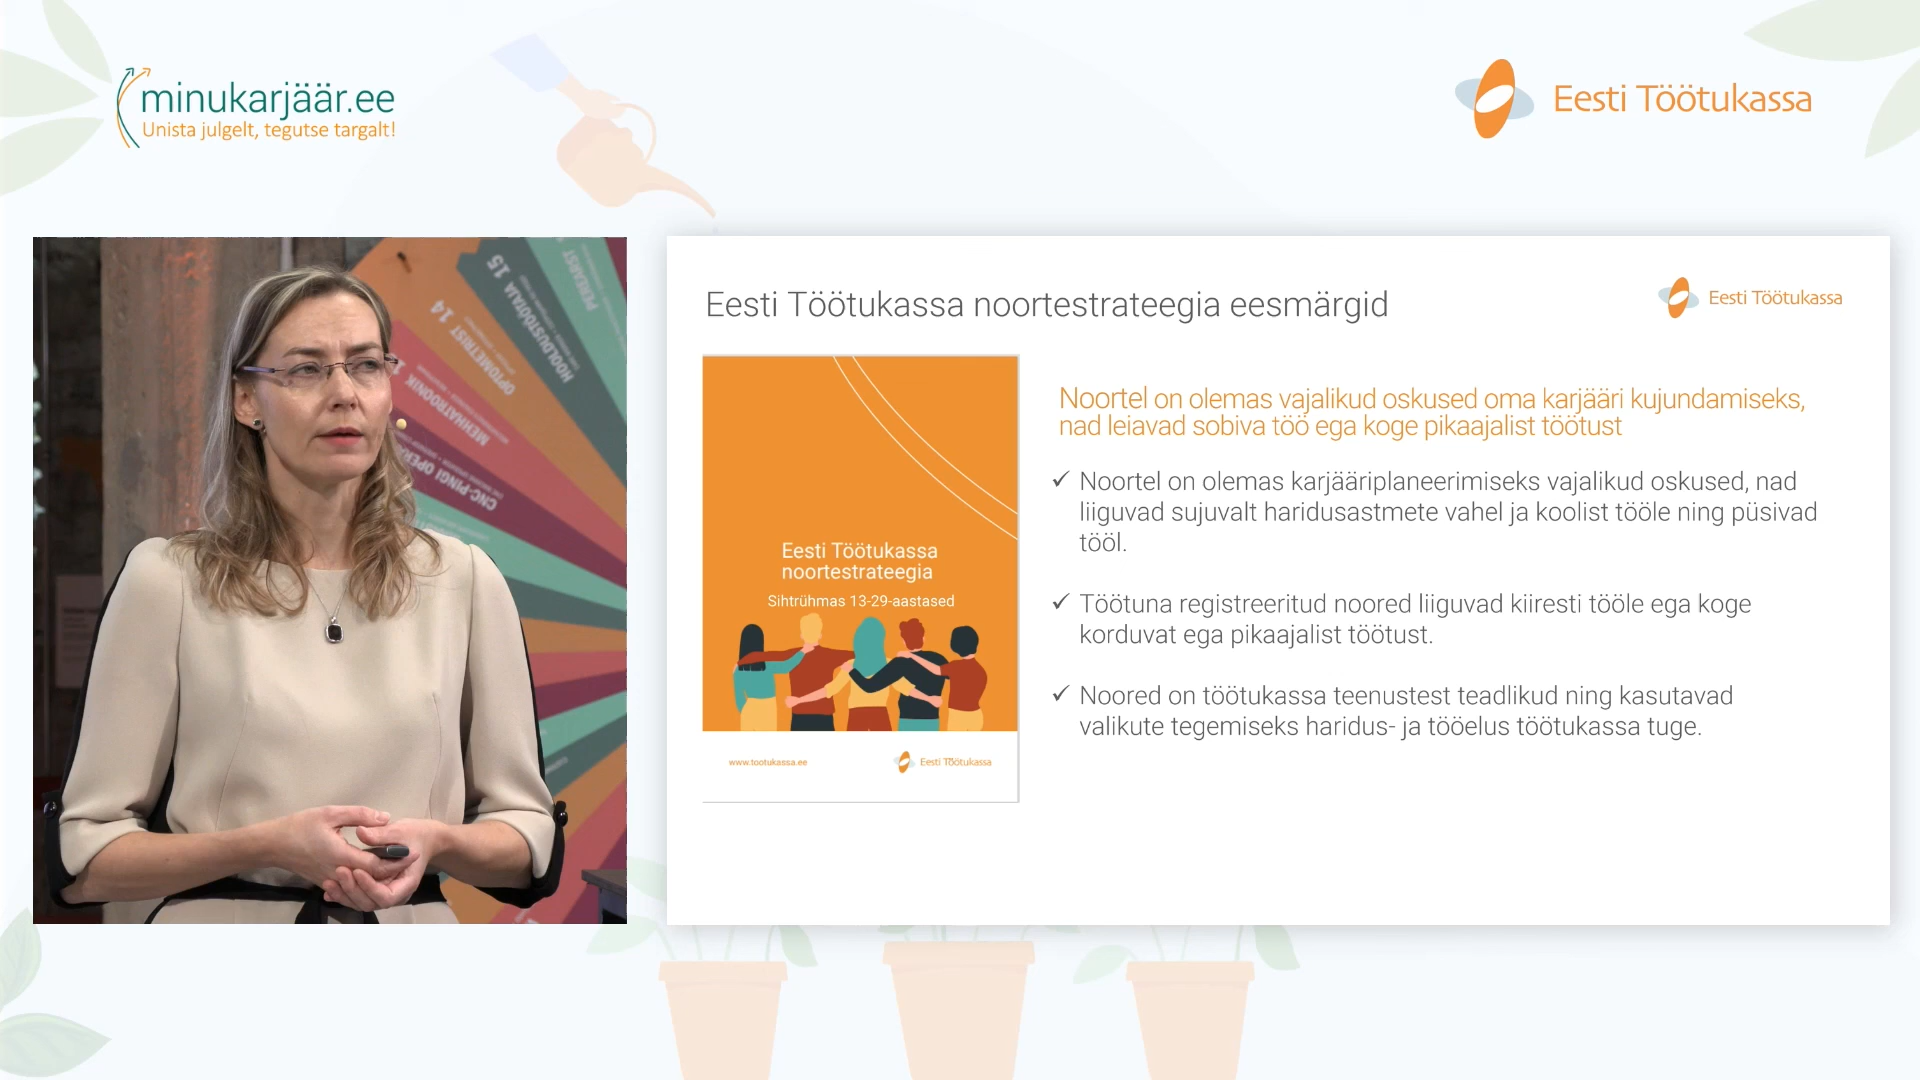 minukarjäär.ee
Unista julgelt, tegutse targalt!
Eesti Töötukassa
PEREARST
HOOLDUSTÖÖTAJA 15
OPTOMETRIST 14
MEHHATROONIK
CNC-PINGI
Eesti Töötukassa noortestrateegia eesmärgid
Eesti Töötukassa
Eesti Töötukassa
noortestrateegia
Sihtrühmas 13-29-aastased
www.tootukassa.ee
Eesti Töötukassa
Noortel on olemas vajalikud oskused oma karjääri kujundamiseks,
nad leiavad sobiva töö ega koge pikaajalist töötust
✓ Noortel on olemas karjääriplaneerimiseks vajalikud oskused, nad
liiguvad sujuvalt haridusastmete vahel ja koolist tööle ning püsivad
tööl.
✓ Töötuna registreeritud noored liiguvad kiiresti tööle ega koge
korduvat ega pikaajalist töötust.
✓ Noored on töötukassa teenustest teadlikud ning kasutavad
valikute tegemiseks haridus- ja tööelus töötukassa tuge.